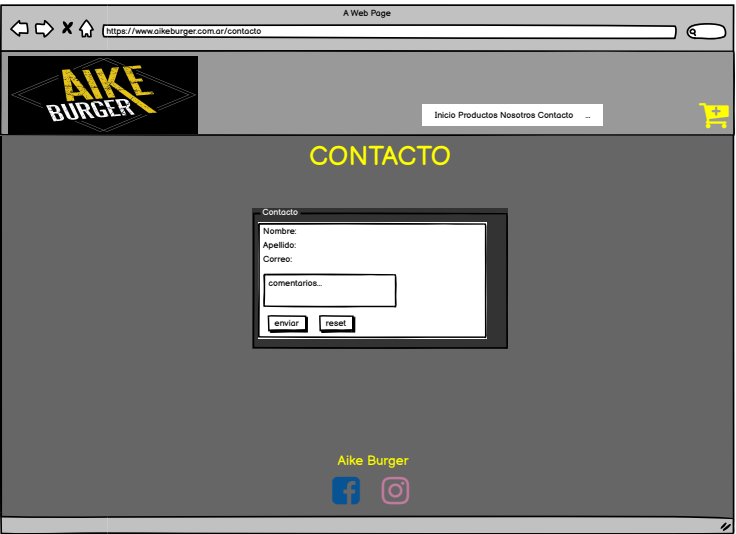 A Web Page
https://www.aikeburger.com.ar/contacto
AIKE
BURGER
Inicio Productos Nosotros Contacto ...
CONTACTO
Contacto
Nombre:
Apellido:
Correo:
comentarios...
enviar reset
Aike Burger